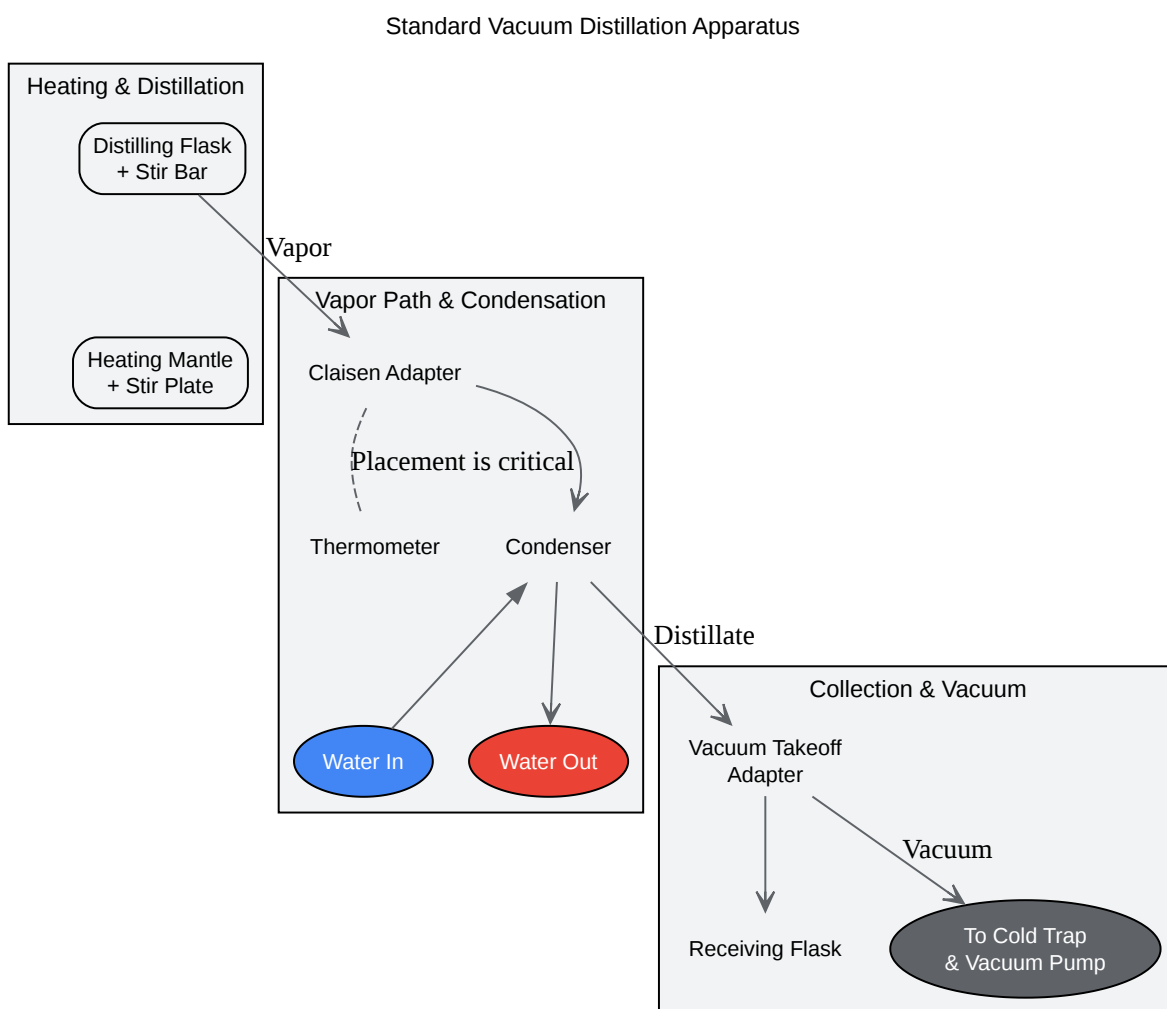 Standard Vacuum Distillation Apparatus
Heating & Distillation
Distilling Flask
+ Stir Bar
Vapor
Heating Mantle
+ Stir Plate
Vapor Path & Condensation
Claisen Adapter
Placement is critical
Thermometer
Condenser
Water In
Water Out
Distillate
Collection & Vacuum
Vacuum Takeoff
Adapter
Vacuum
Receiving Flask
To Cold Trap
& Vacuum Pump